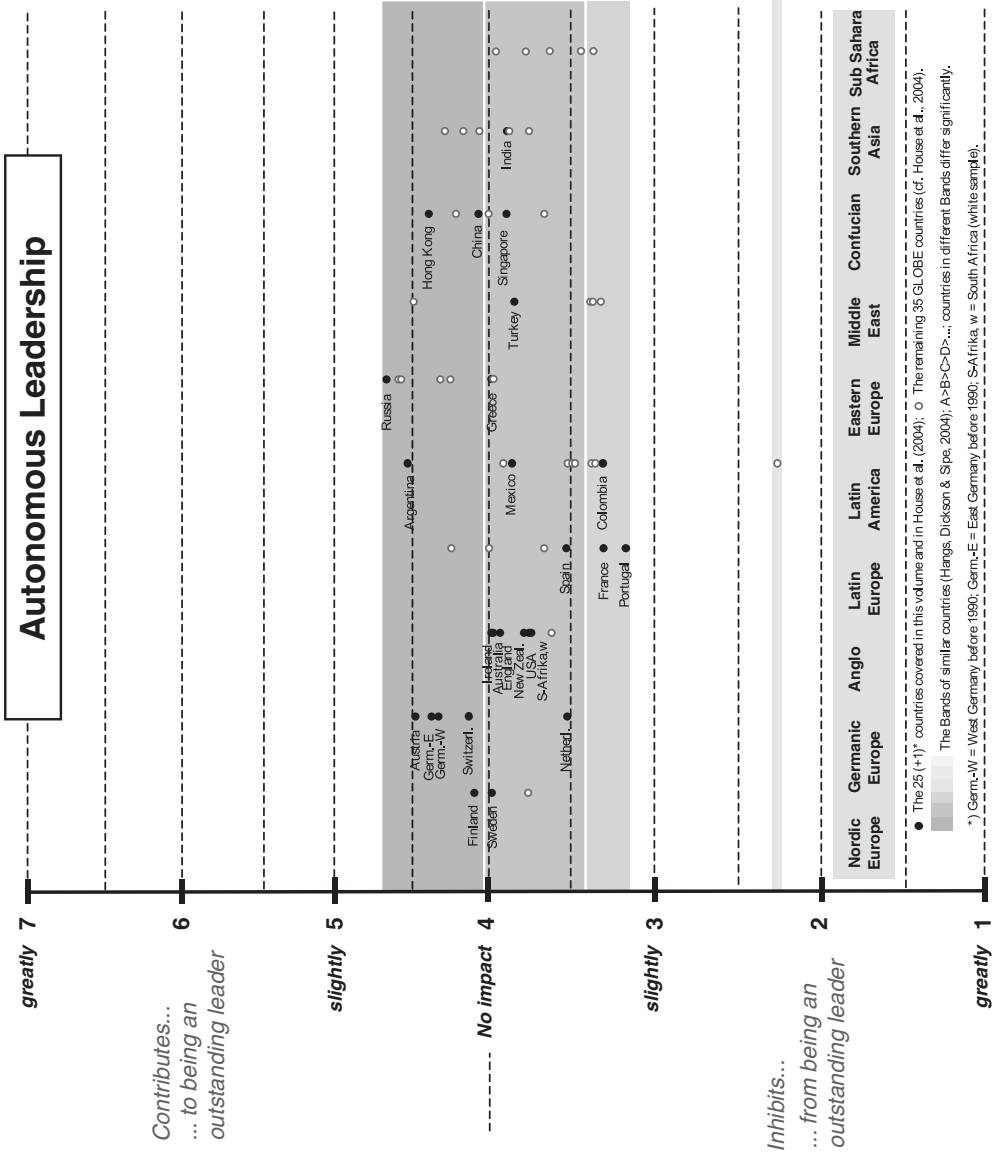 Autonomous Leadership
greatly 7
6
slightly 5
No impact 4
slightly 3
2
greatly 1
Contributes...
... to being an
outstanding leader
Inhibits...
... from being an
outstanding leader
Finland
Sweden
Austria
Germ.-E
Germ.-W
Switzerl.
Netherl.
Ireland
Australia
England
New Zeal.
USA
S-Afrika,w
Spain
France
Portugal
Argentina
Mexico
Colombia
Russia
Greece
Turkey
Hong Kong
China
Singapore
India
Nordic
Europe
Germanic
Europe
Anglo
Latin
Europe
Latin
America
Eastern
Europe
Middle
East
Confucian
Southern
Asia
Sub Sahara
Africa
● The 25 (+1)* countries covered in this volume and in House et al. (2004); ○ The remaining 35 GLOBE countries (cf. House et al., 2004).
The Bands of similar countries (Hangs, Dickson & Sipe, 2004); A>B>C>D>...; countries in different Bands differ significantly.
*) Germ.-W = West Germany before 1990; Germ.-E = East Germany before 1990; S-Afrika, w = South Africa (white sample).